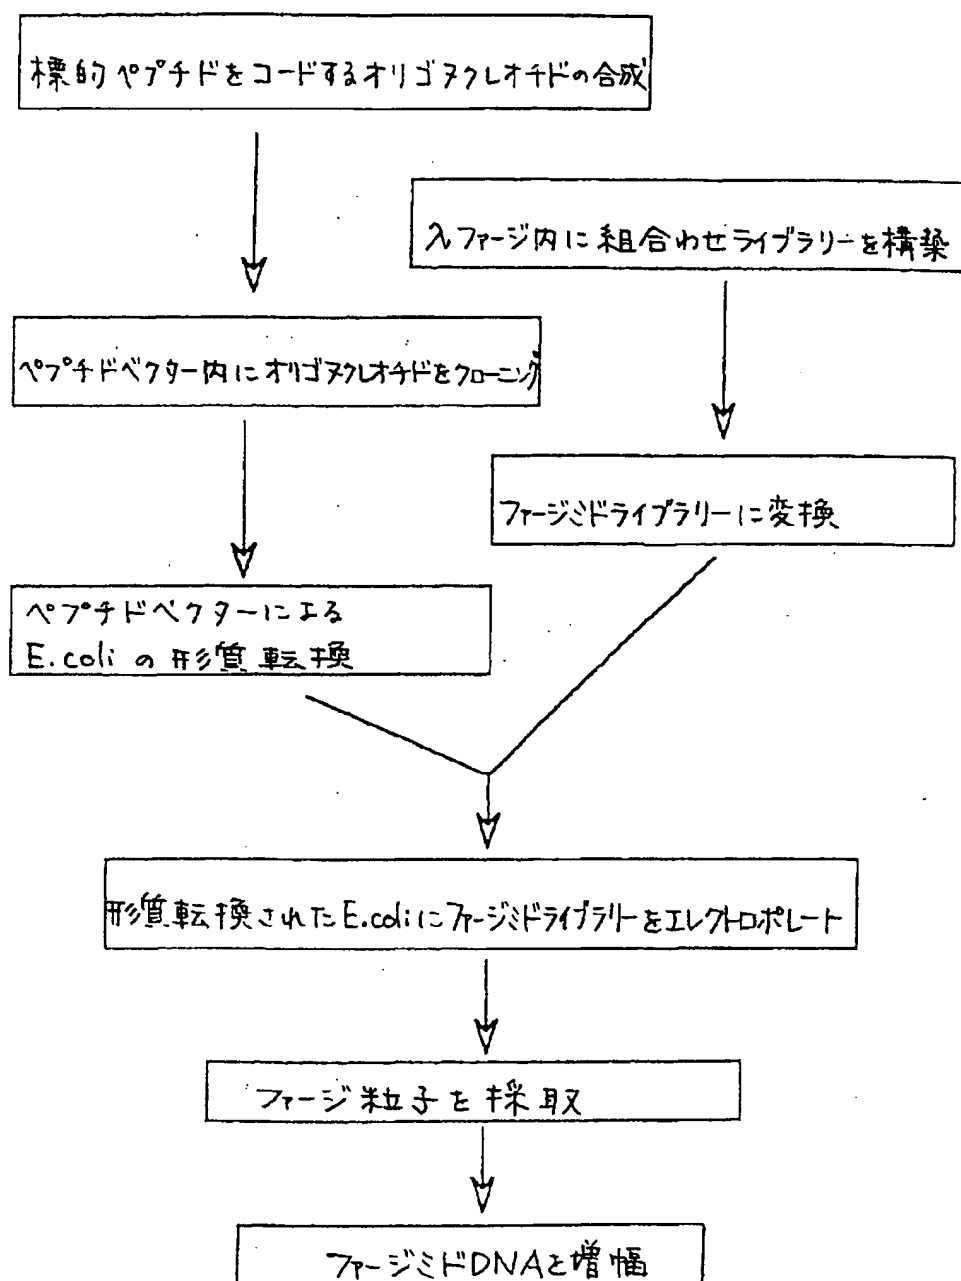 標的ペプチドをコードするオリゴヌクレオチドの合成
λファージ内に組合わせライブラリーを構築
ペプチドベクター内にオリゴヌクレオチドをクローニング
ファージミドライブラリーに変換
ペプチドベクターによる
E.coliの形質転換
形質転換されたE.coliにファージミドライブラリーをエレクトロポレート
ファージ粒子を採取
ファージミドDNAを増幅